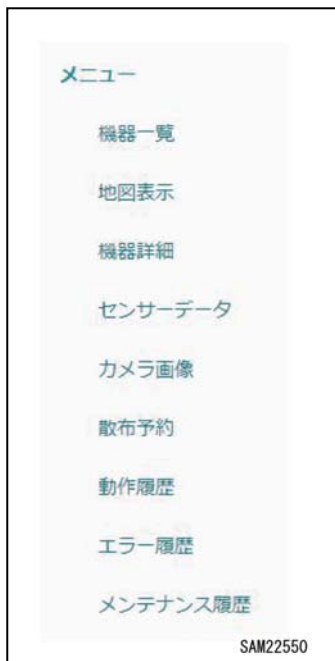 メニュー
機器一覧
地図表示
機器詳細
センサーデータ
カメラ画像
散布予約
動作履歴
エラー履歴
メンテナンス履歴
SAM22550